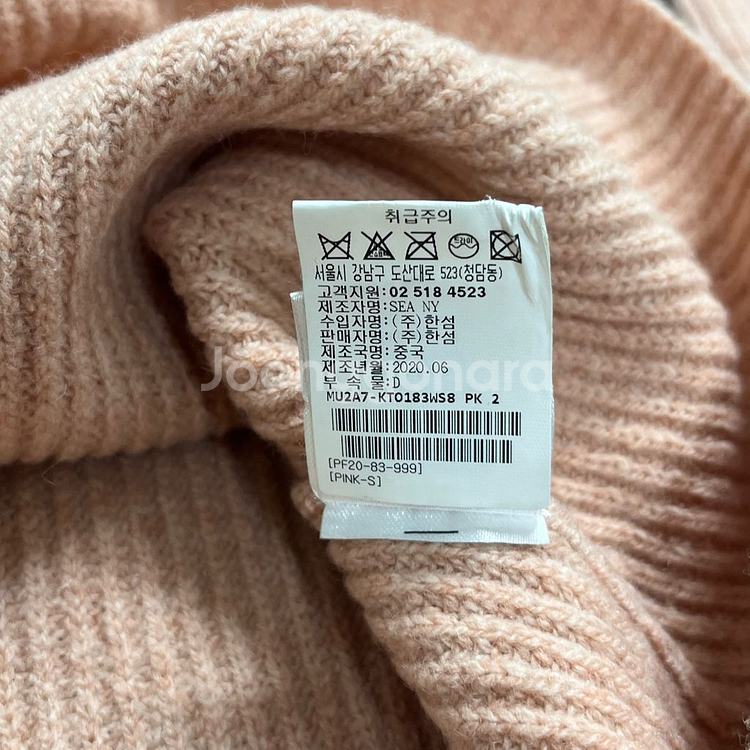 취급주의
드라이
서울시 강남구 도산대로 523(청담동)
고객지원:02 518 4523
제조자명:SEA NY
수입자명:(주)한섬
판매자명:(주)한섬
제조국명:중국
제조년월:2020.06
부 속 물:D
MU2A7-KT0183WS8 PK 2
[PF20-83-999]
[PINK-S]